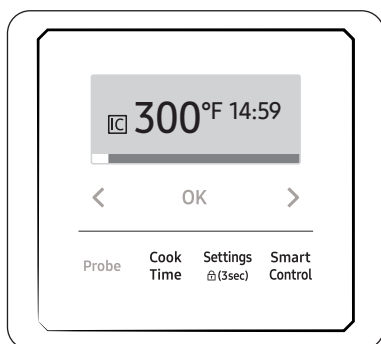 IC 300°F 14:59
< OK >
Probe Cook Time Settings (3sec) Smart Control